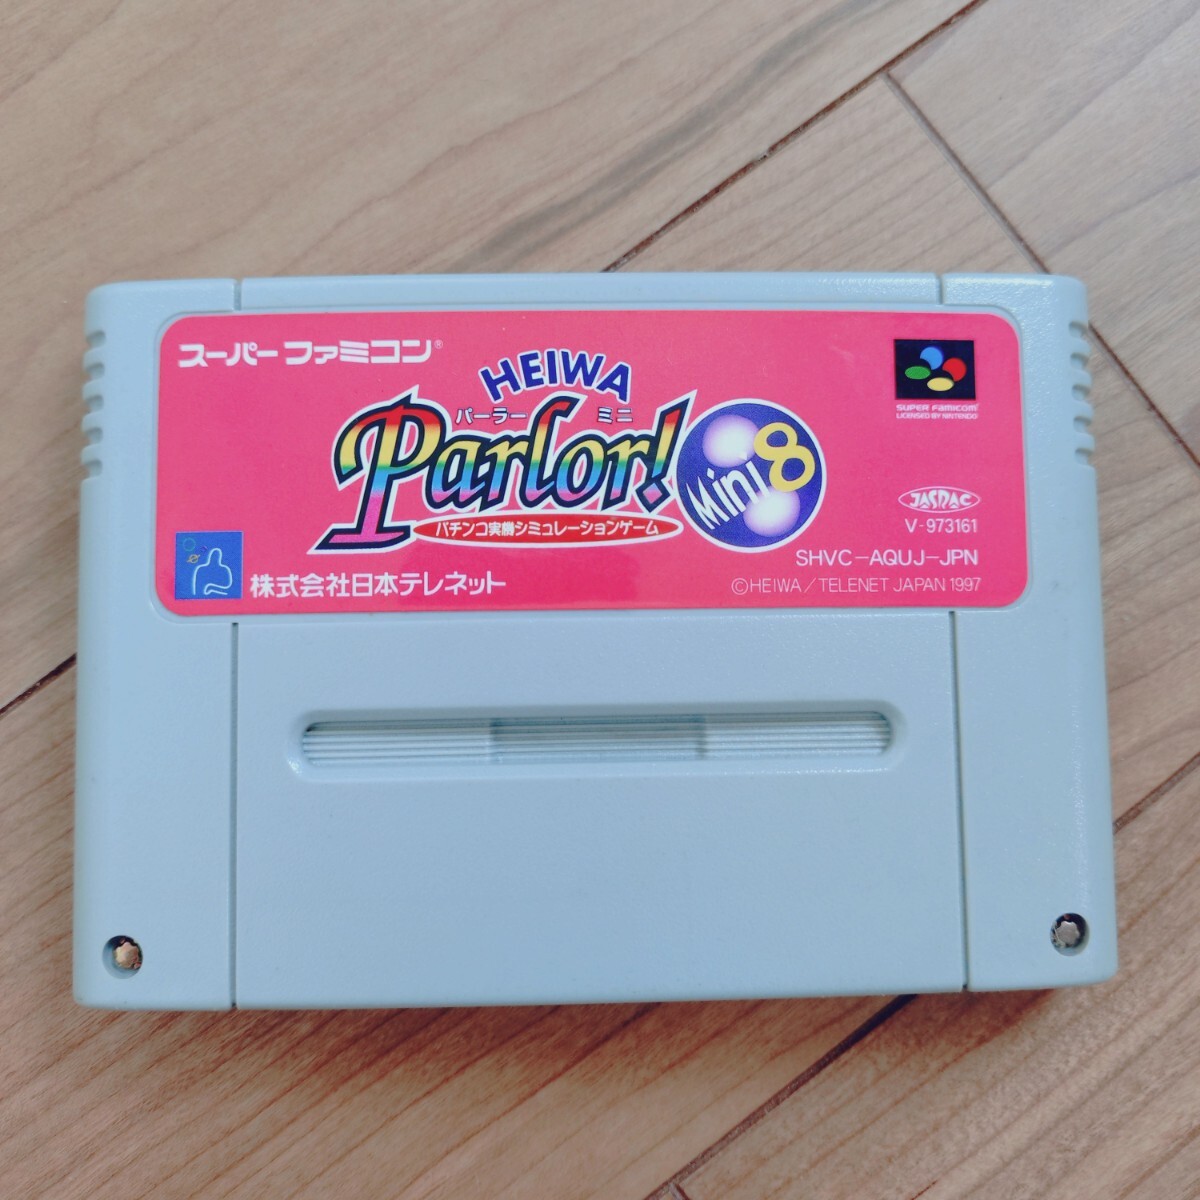 スーパーファミコン®
HEIWA
パーラー ミニ
Parlor! Mini 8
パチンコ実機シミュレーションゲーム
SUPER FAMICOM
LICENSED BY NINTENDO
JASRAC
V-973161
SHVC-AQUJ-JPN
株式会社日本テレネット
©HEIWA/TELENET JAPAN 1997